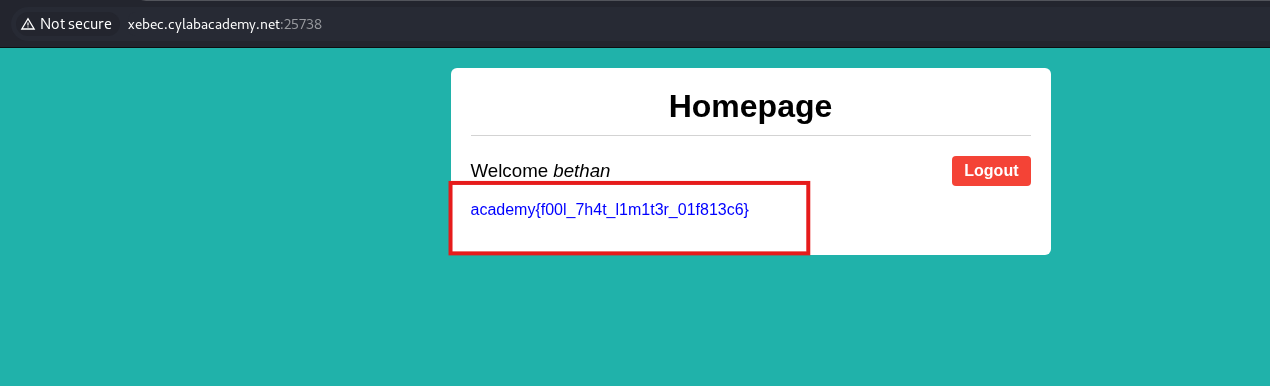 Not secure xebec.cylabacademy.net:25738
Homepage
Welcome bethan Logout
academy{f00l_7h4t_l1m1t3r_01f813c6}